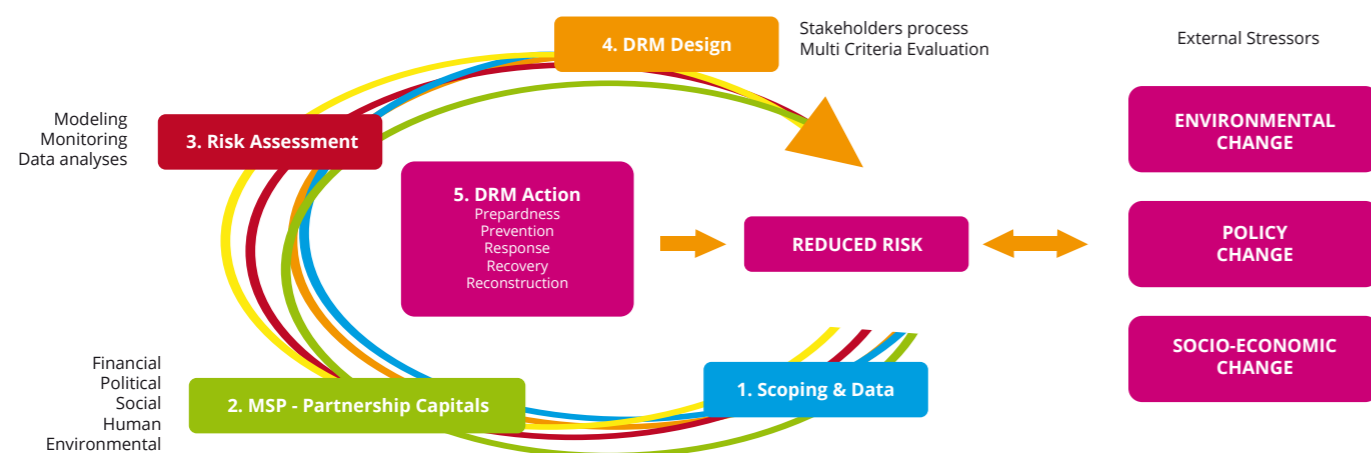 4. DRM Design
Stakeholders process
Multi Criteria Evaluation
External Stressors
Modeling
Monitoring
Data analyses
3. Risk Assessment
ENVIRONMENTAL
CHANGE
5. DRM Action
Prepardness
Prevention
Response
Recovery
Reconstruction
REDUCED RISK
POLICY
CHANGE
SOCIO-ECONOMIC
CHANGE
Financial
Political
Social
Human
Environmental
2. MSP - Partnership Capitals
1. Scoping & Data